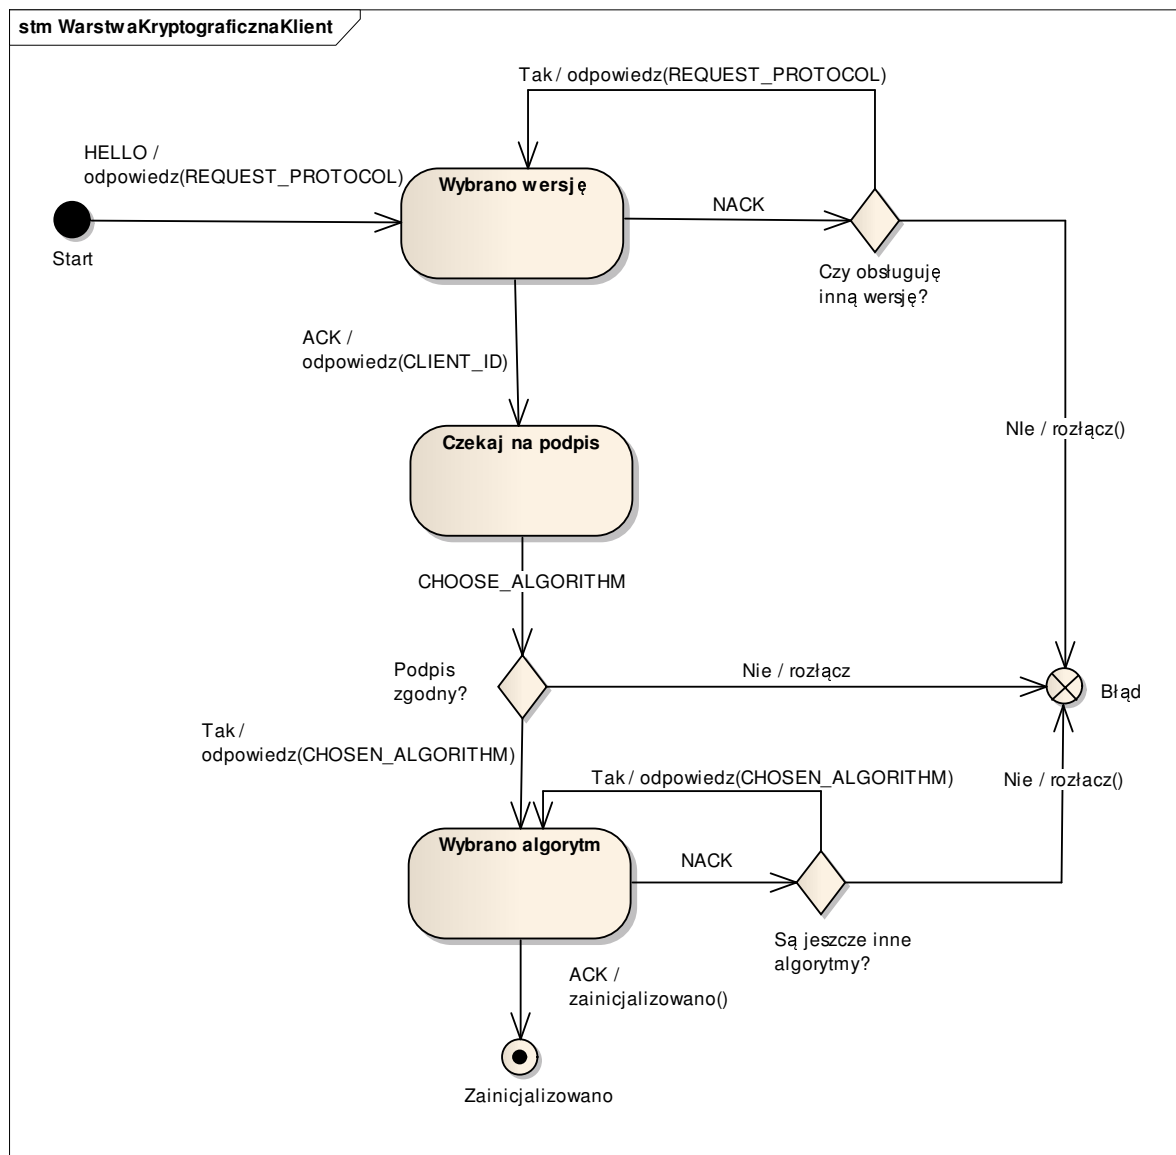 stm WarstwaKryptograficznaKlient
Tak / odpowiedz(REQUEST_PROTOCOL)
HELLO /
odpowiedz(REQUEST_PROTOCOL)
Wybrano wersję
NACK
Start
Czy obsługuję
inną wersję?
ACK /
odpowiedz(CLIENT_ID)
NIe / rozłącz()
Czekaj na podpis
CHOOSE_ALGORITHM
Podpis
zgodny?
Nie / rozłącz
Błąd
Tak /
odpowiedz(CHOSEN_ALGORITHM)
Tak / odpowiedz(CHOSEN_ALGORITHM)
Nie / rozłacz()
Wybrano algorytm
NACK
Są jeszcze inne
algorytmy?
ACK /
zainicjalizowano()
Zainicjalizowano